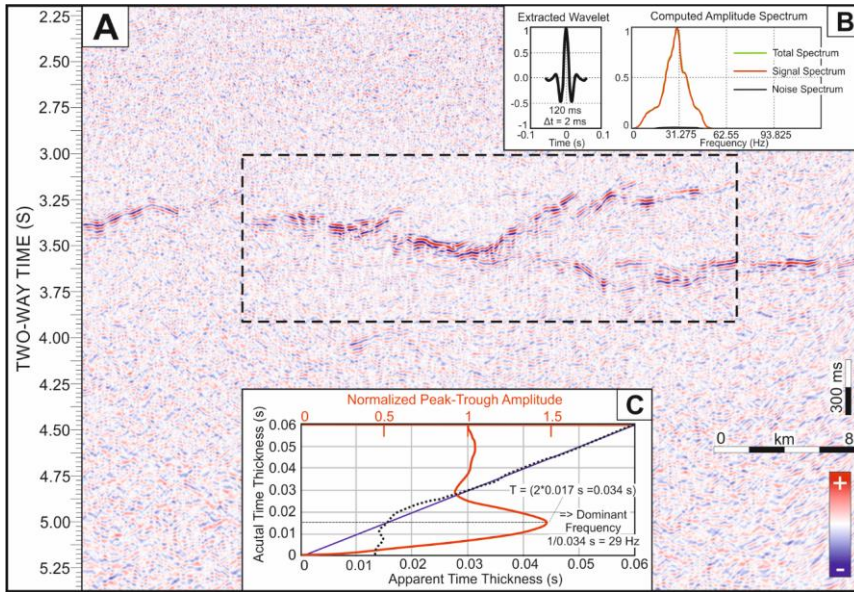 A
B
C
TWO-WAY TIME (S)
2.25
2.50
2.75
3.00
3.25
3.50
3.75
4.00
4.25
4.50
4.75
5.00
5.25
Extracted Wavelet
1
0.5
0.0
-0.5
-1
120 ms
Δt = 2 ms
-0.1 0 0.1
Time (s)
Computed Amplitude Spectrum
1
0.5
0
Total Spectrum
Signal Spectrum
Noise Spectrum
31.275 62.55 93.825
Frequency (Hz)
Normalized Peak-Trough Amplitude
0 0.5 1 1.5
Acutal Time Thickness (s)
0.06
0.05
0.04
0.03
0.02
0.01
0
T = (2*0.017 s =0.034 s)
=> Dominant
Frequency
1/0.034 s = 29 Hz
0.01 0.02 0.03 0.04 0.05 0.06
Apparent Time Thickness (s)
300 ms
0 km 8
+
-